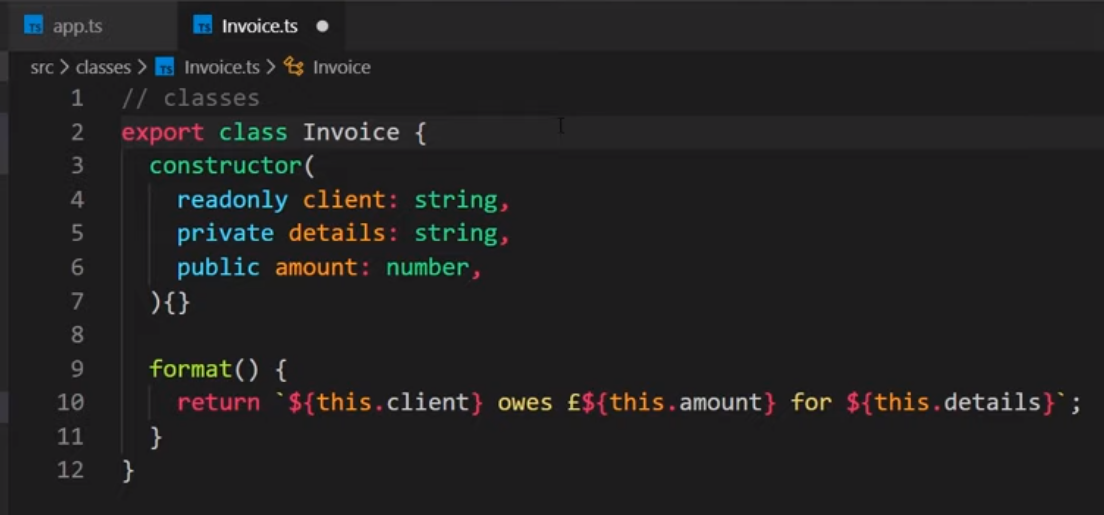 TS app.ts TS Invoice.ts
src > classes > TS Invoice.ts > Invoice
1 // classes
2 export class Invoice {
3   constructor(
4     readonly client: string,
5     private details: string,
6     public amount: number,
7   ){}
8
9   format() {
10     return `${this.client} owes £${this.amount} for ${this.details}`;
11   }
12 }